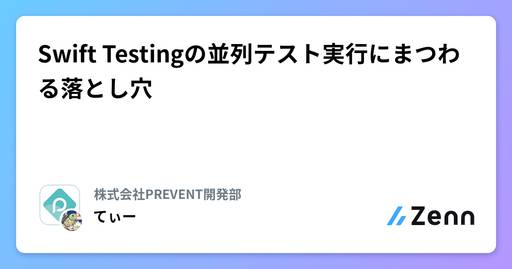 Swift Testingの並列テスト実行にまつわ
る落とし穴
株式会社PREVENT開発部
てぃー
Zenn